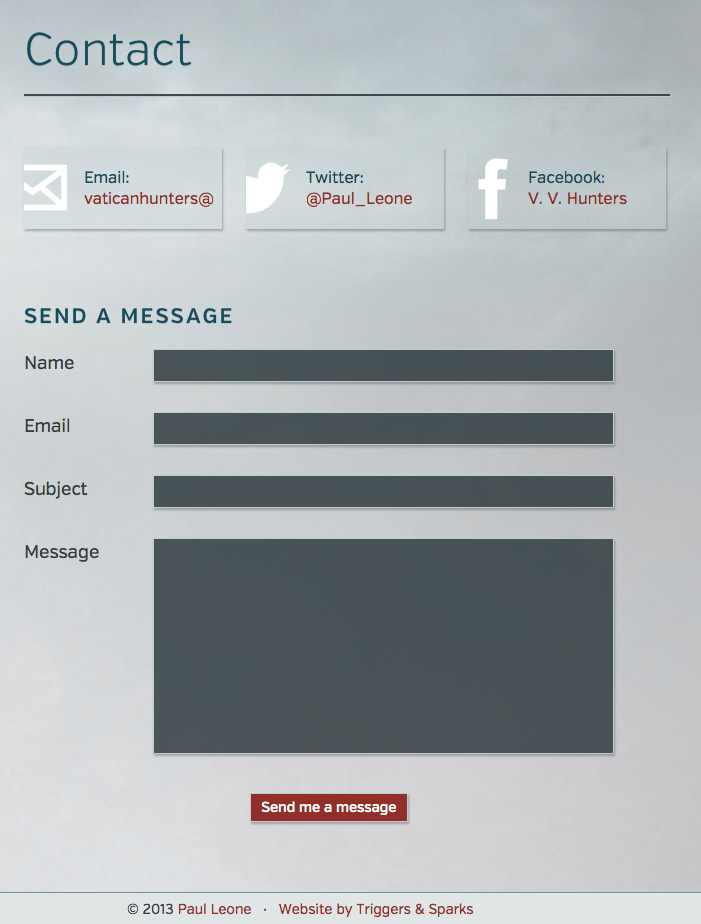 Contact
Email:
vaticanhunters@
Twitter:
@Paul_Leone
Facebook:
V. V. Hunters
SEND A MESSAGE
Name
Email
Subject
Message
Send me a message
© 2013 Paul Leone · Website by Triggers & Sparks